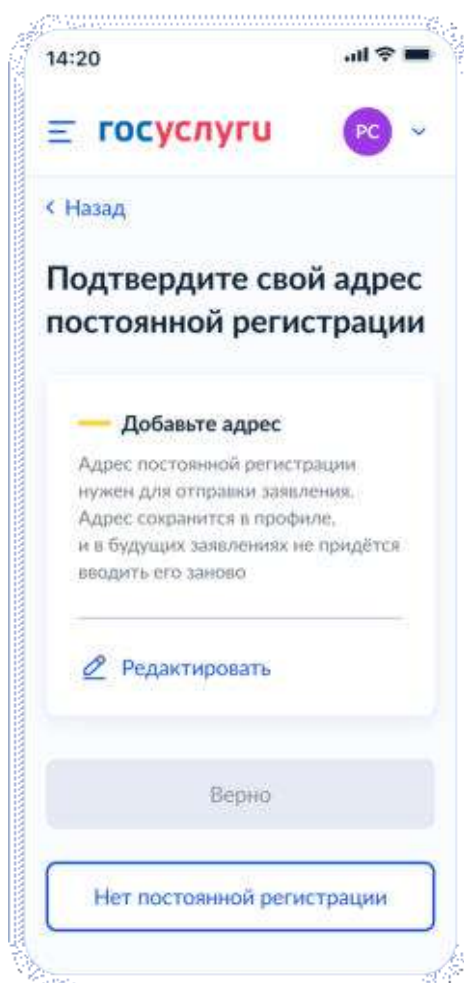 14:20
госуслуги
РС
Назад
Подтвердите свой адрес
постоянной регистрации
Добавьте адрес
Адрес постоянной регистрации
нужен для отправки заявления.
Адрес сохранится в профиле,
и в будущих заявлениях не придётся
вводить его заново
Редактировать
Верно
Нет постоянной регистрации